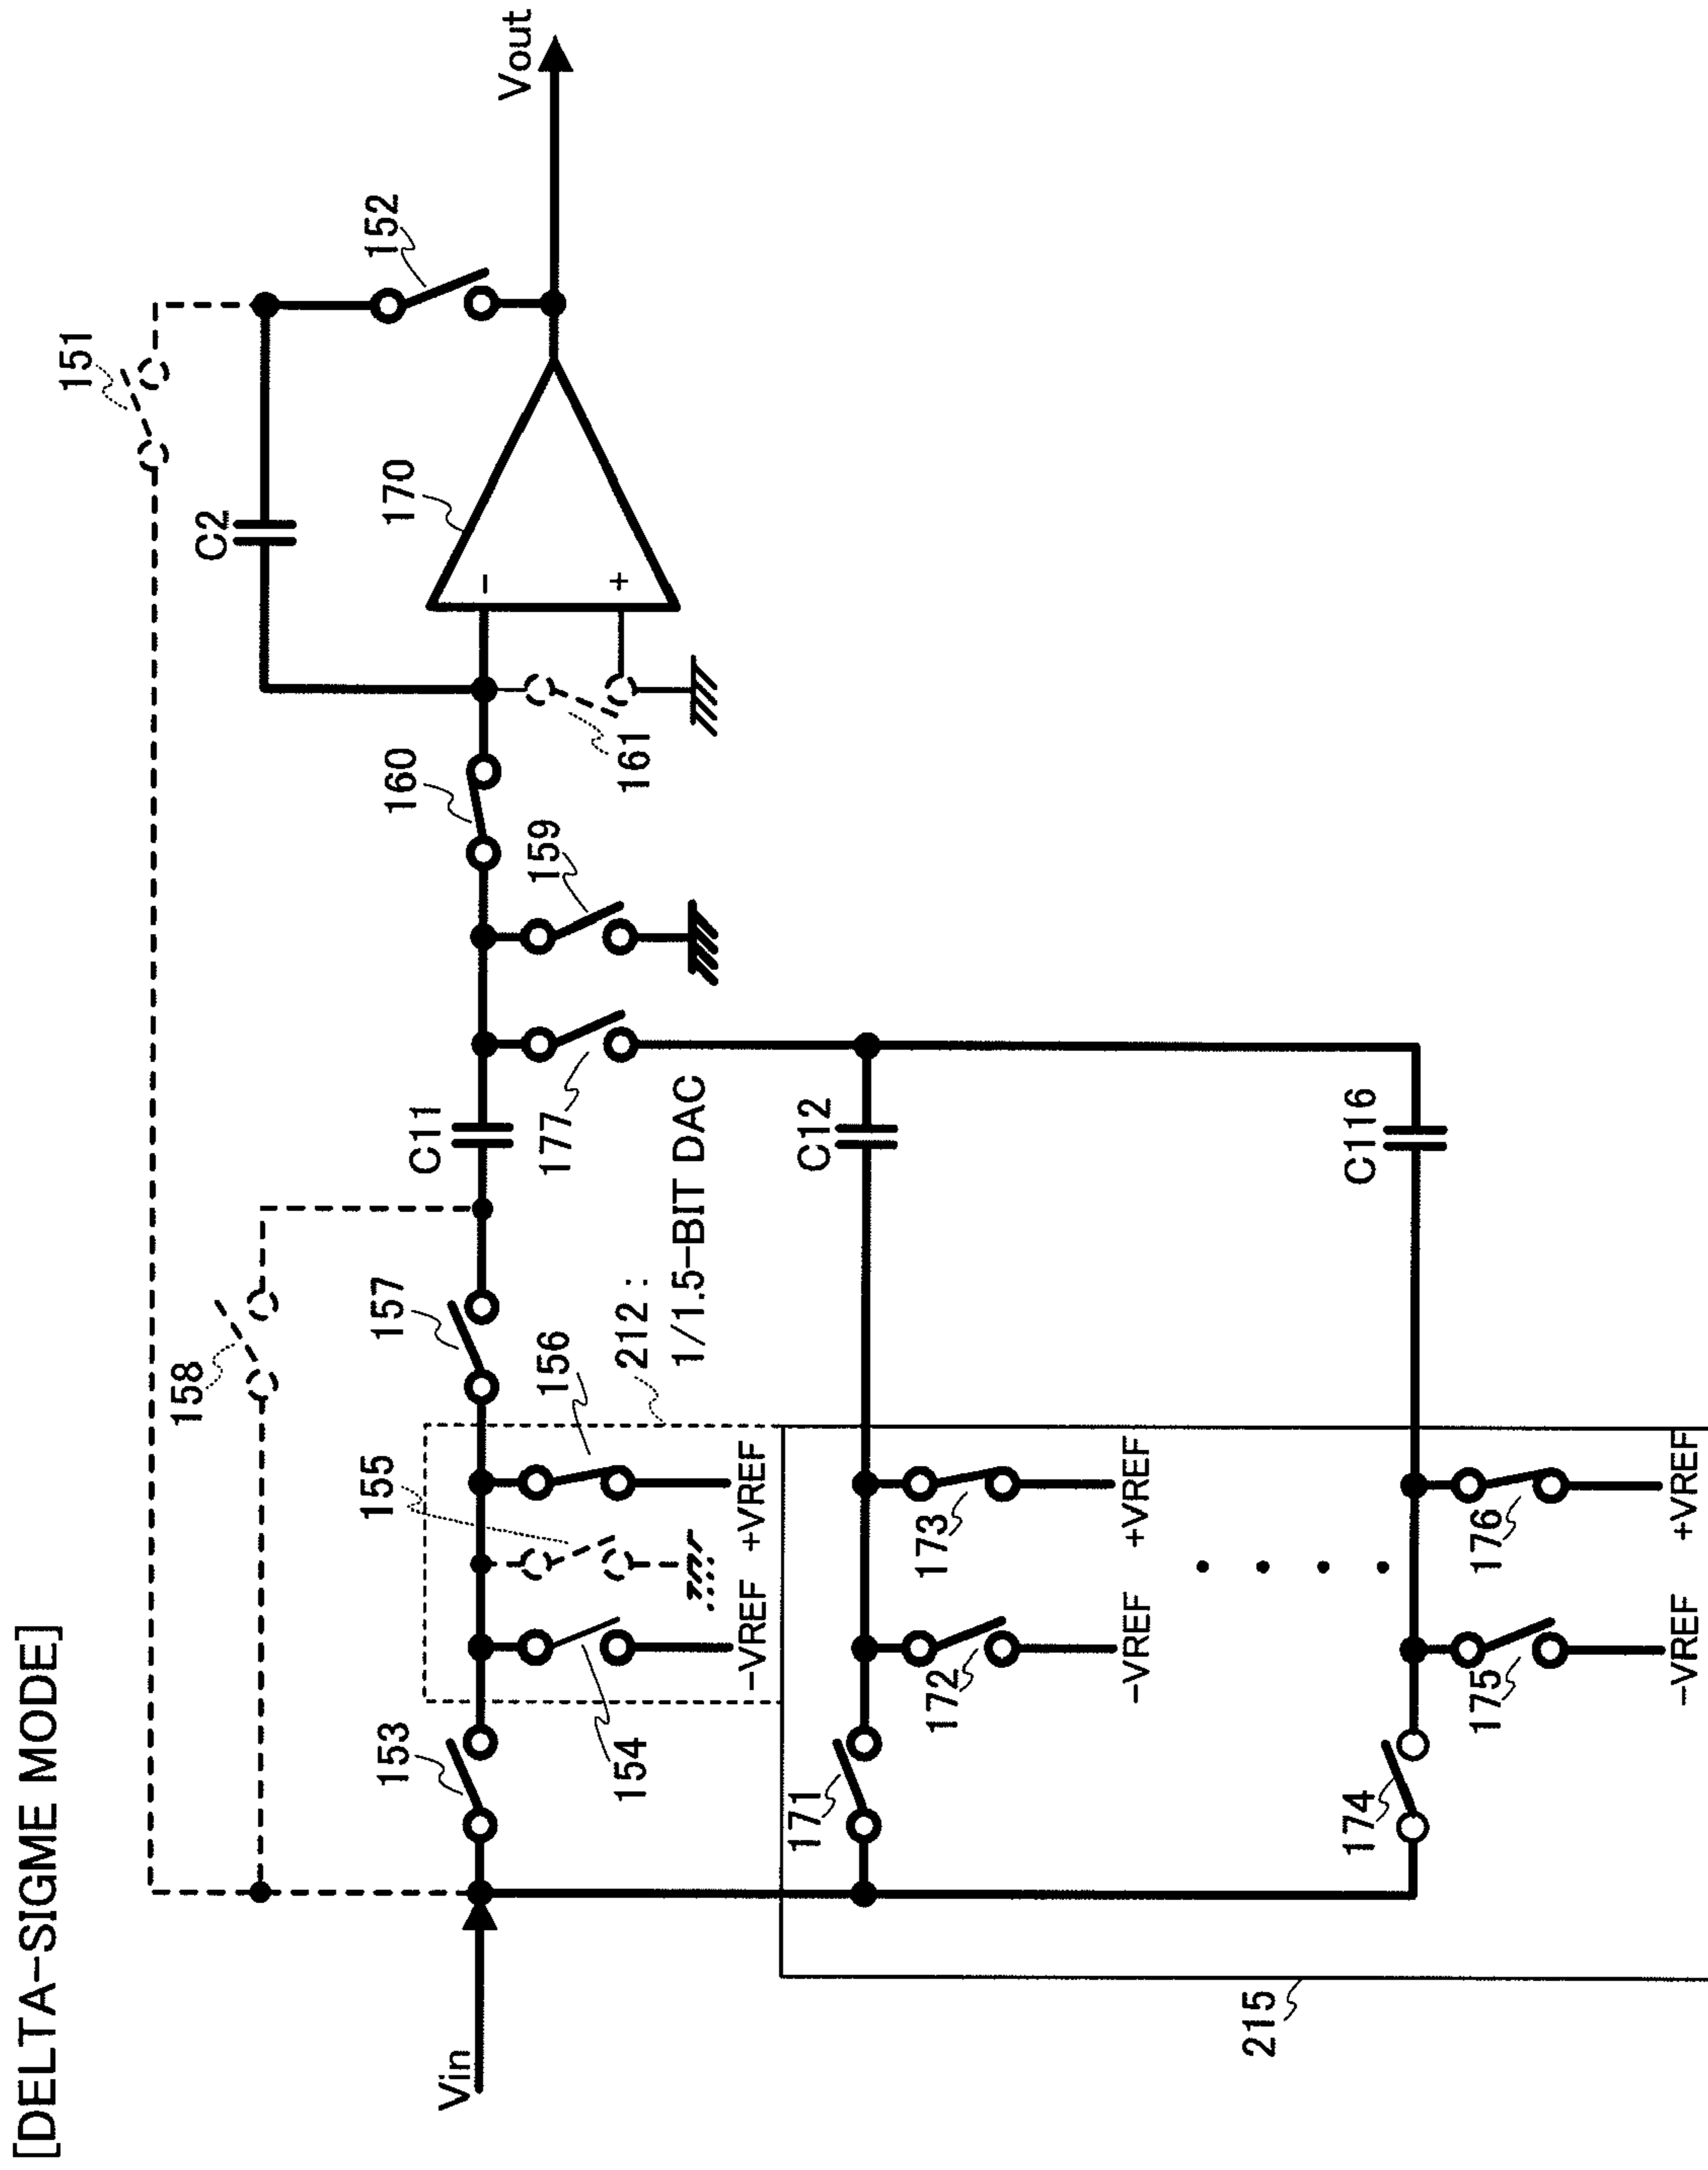 [DELTA-SIGME MODE]
151
C2
152
Vout
158
170
160
161
159
C11
177
157
155
156
212 :
1/1.5-BIT DAC
153
154
-VREF
+VREF
Vin
-
+
C12
171
172
173
-VREF
+VREF
C116
174
175
176
-VREF
+VREF
215